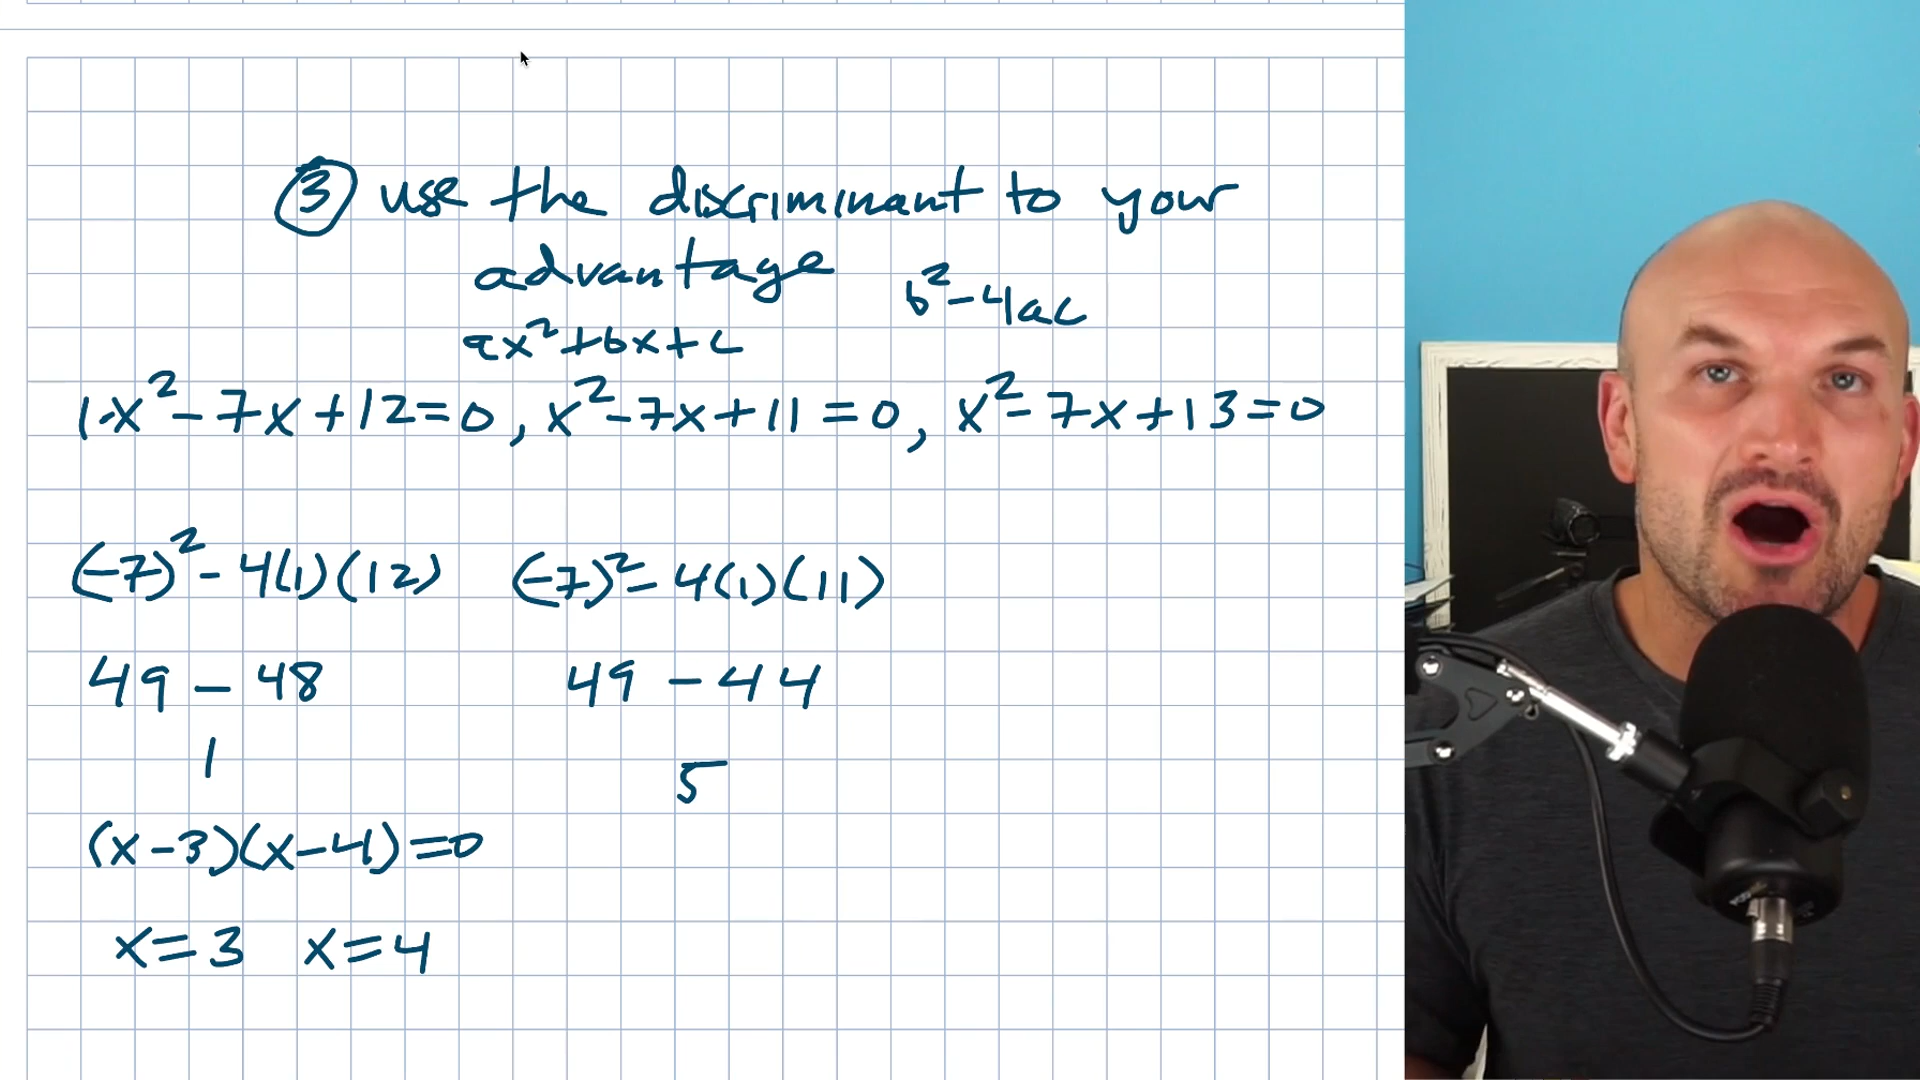 ③ use the discriminant to your
advantage b²-4ac
ax²+bx+c
1·x²-7x+12=0, x²-7x+11=0, x²-7x+13=0
(-7)²-4(1)(12) (-7)²-4(1)(11)
49-48 49-44
1 5
(x-3)(x-4)=0
x=3 x=4